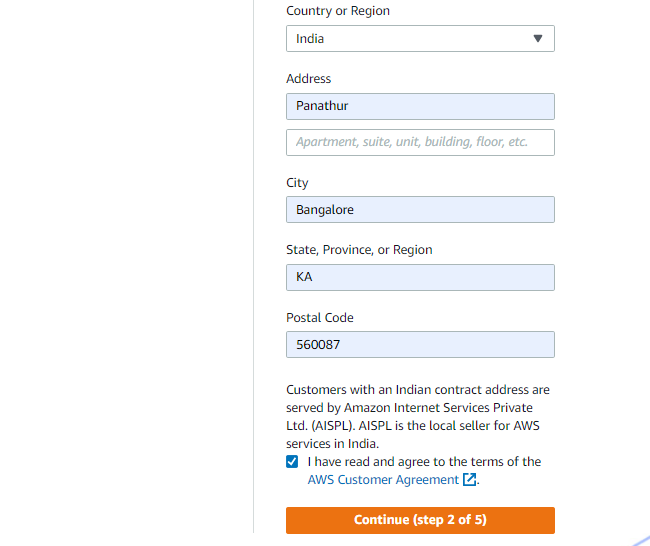 Country or Region
India
Address
Panathur
Apartment, suite, unit, building, floor, etc.
City
Bangalore
State, Province, or Region
KA
Postal Code
560087
Customers with an Indian contract address are
served by Amazon Internet Services Private
Ltd. (AISPL). AISPL is the local seller for AWS
services in India.
I have read and agree to the terms of the
AWS Customer Agreement.
Continue (step 2 of 5)